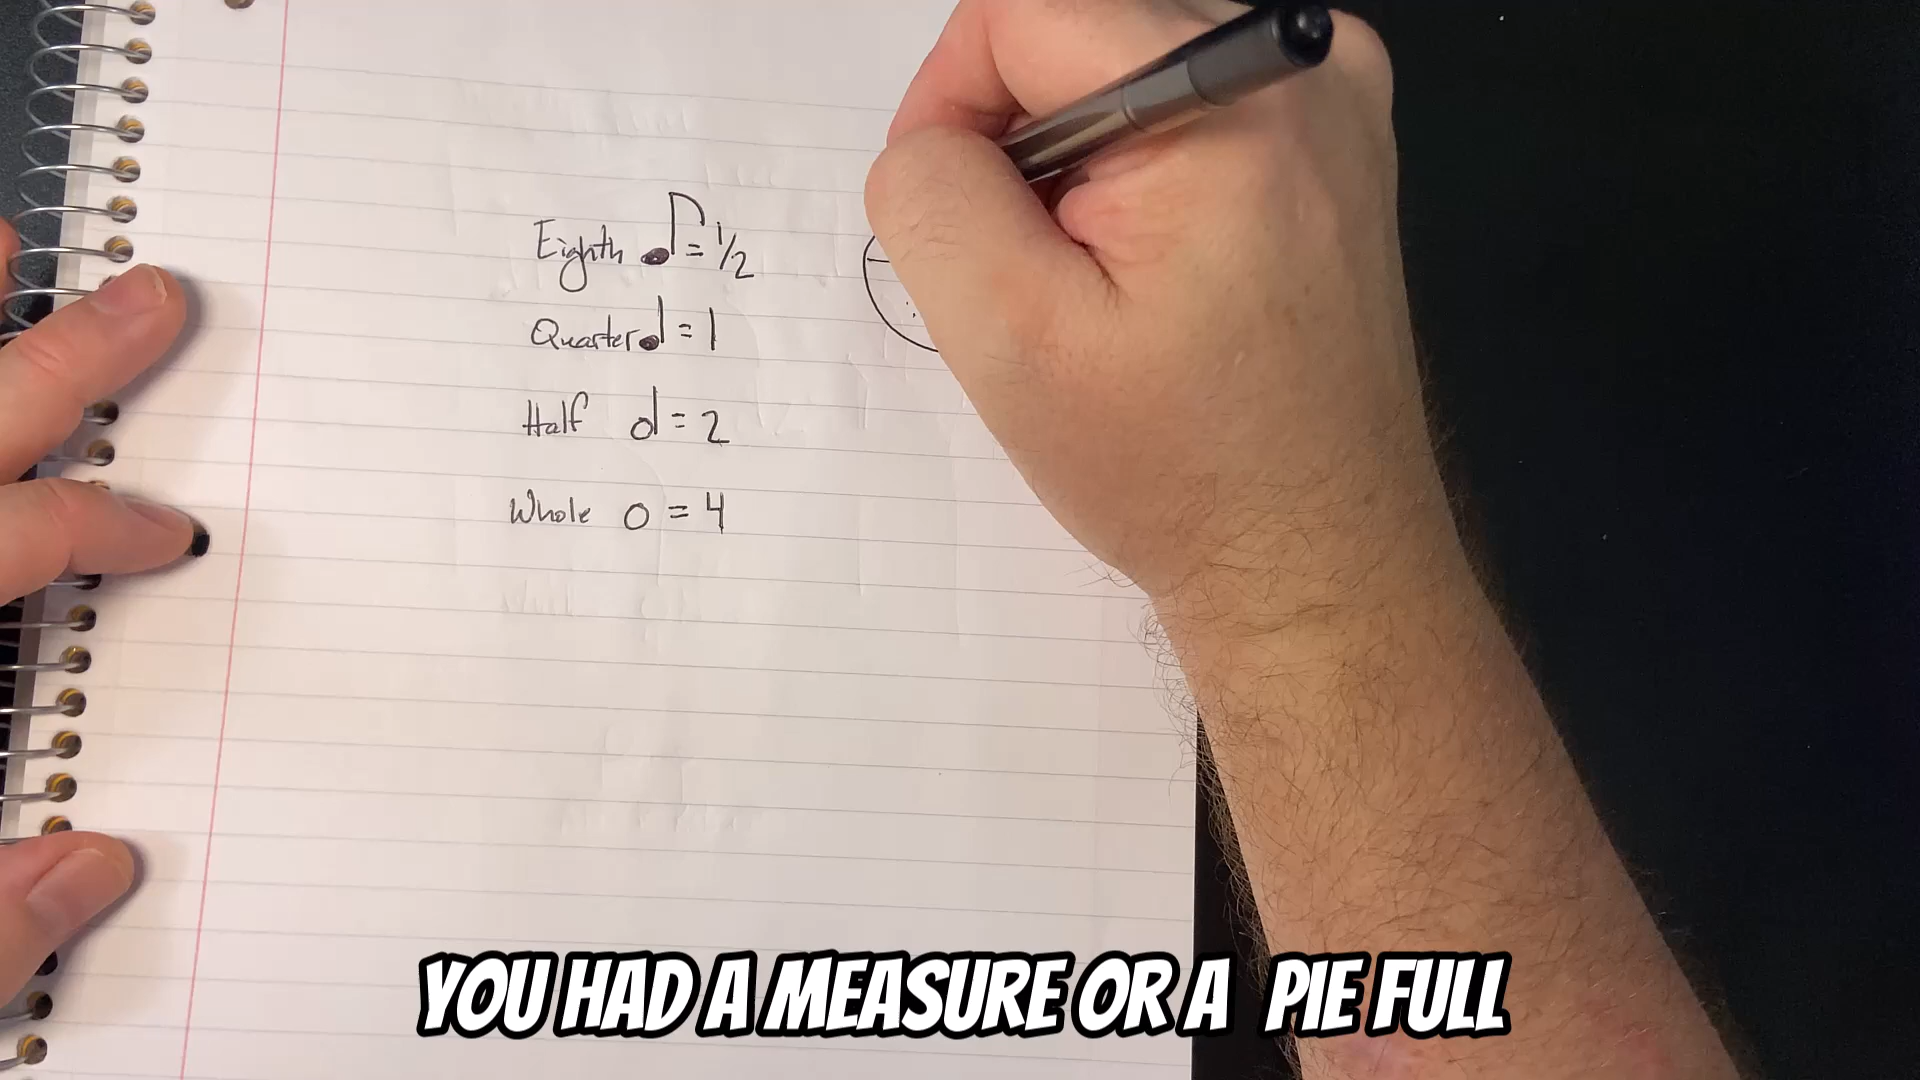 Eighth = 1/2
Quarter = 1
Half = 2
Whole = 4
YOU HAD A MEASURE OR A PIE FULL